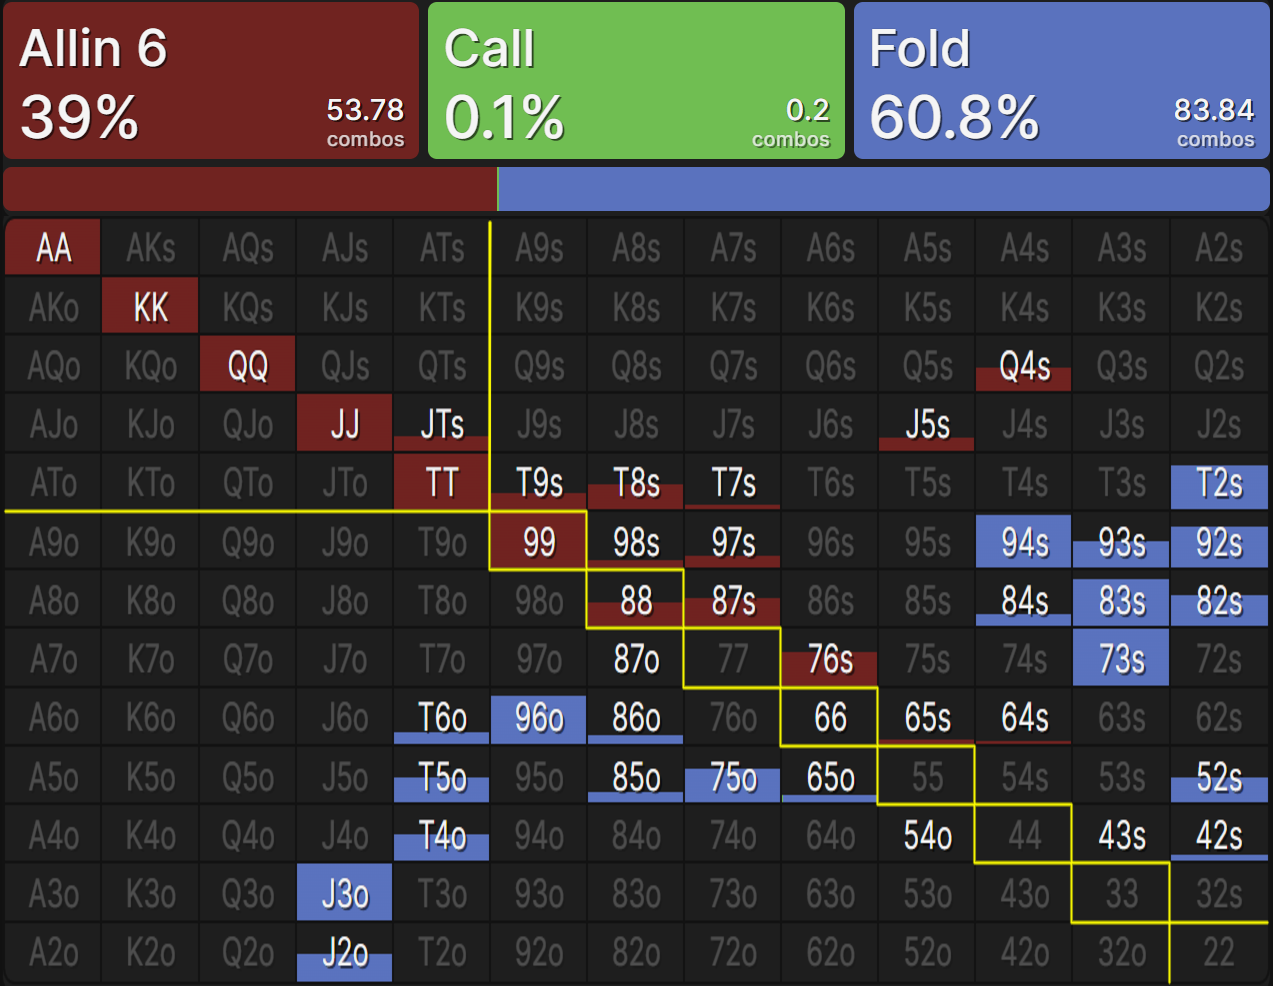 Allin 6 Call Fold
39% 53.78 combos 0.1% 0.2 combos 60.8% 83.84 combos
AA AKs AQs AJs ATs A9s A8s A7s A6s A5s A4s A3s A2s
AKo KK KQs KJs KTs K9s K8s K7s K6s K5s K4s K3s K2s
AQo KQo QQ QJs QTs Q9s Q8s Q7s Q6s Q5s Q4s Q3s Q2s
AJo KJo QJo JJ JTs J9s J8s J7s J6s J5s J4s J3s J2s
ATo KTo QTo JTo TT T9s T8s T7s T6s T5s T4s T3s T2s
A9o K9o Q9o J9o T9o 99 98s 97s 96s 95s 94s 93s 92s
A8o K8o Q8o J8o T8o 98o 88 87s 86s 85s 84s 83s 82s
A7o K7o Q7o J7o T7o 97o 87o 77 76s 75s 74s 73s 72s
A6o K6o Q6o J6o T6o 96o 86o 76o 66 65s 64s 63s 62s
A5o K5o Q5o J5o T5o 95o 85o 75o 65o 55 54s 53s 52s
A4o K4o Q4o J4o T4o 94o 84o 74o 64o 54o 44 43s 42s
A3o K3o Q3o J3o T3o 93o 83o 73o 63o 53o 43o 33 32s
A2o K2o Q2o J2o T2o 92o 82o 72o 62o 52o 42o 32o 22